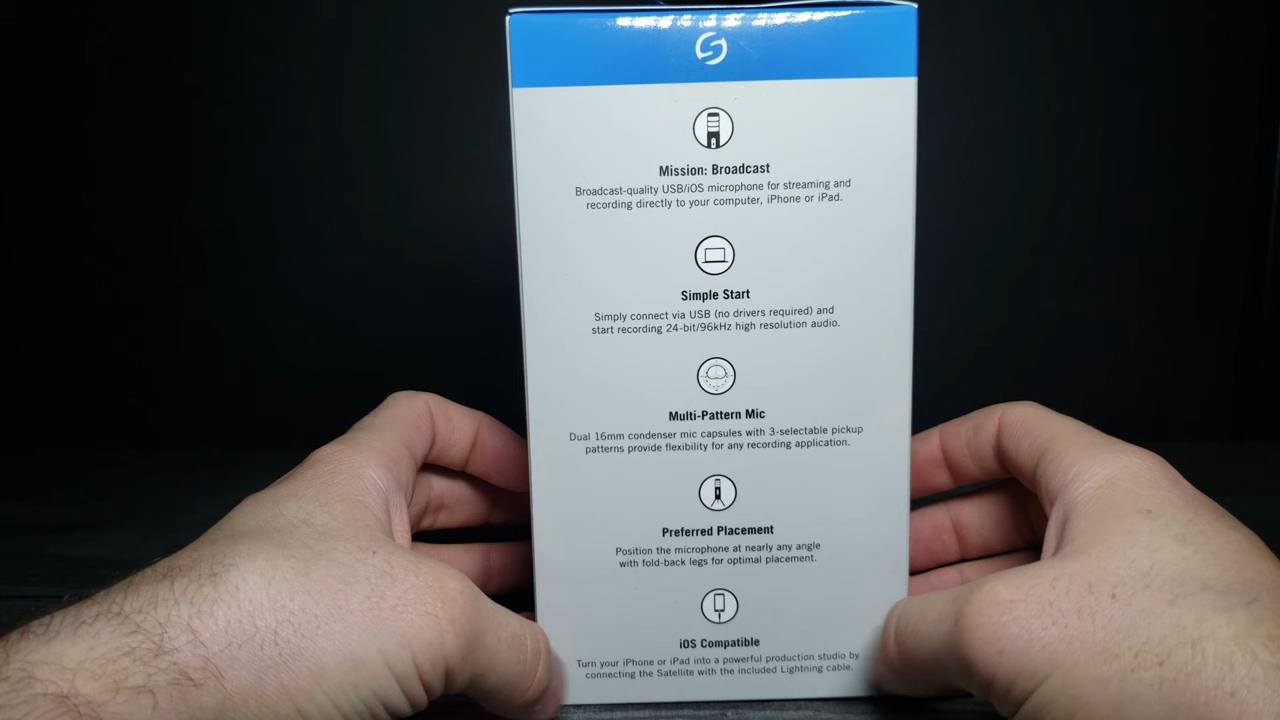 Mission: Broadcast
Broadcast-quality USB/iOS microphone for streaming and
recording directly to your computer, iPhone or iPad.
Simple Start
Simply connect via USB (no drivers required) and
start recording 24-bit/96kHz high resolution audio.
Multi-Pattern Mic
Dual 16mm condenser mic capsules with 3-selectable pickup
patterns provide flexibility for any recording application.
Preferred Placement
Position the microphone at nearly any angle
with fold-back legs for optimal placement.
iOS Compatible
Turn your iPhone or iPad into a powerful production studio by
connecting the Satellite with the included Lightning cable.